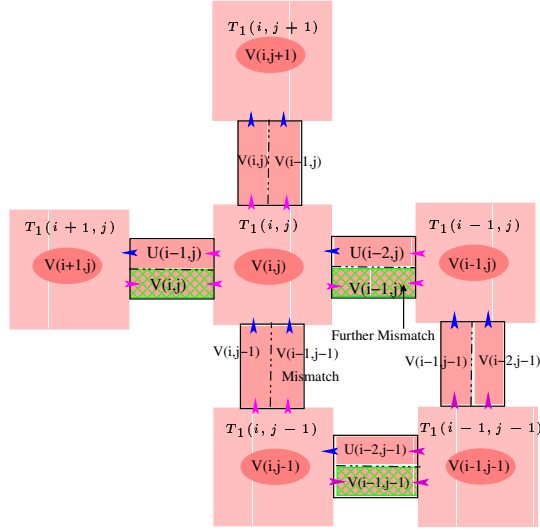 T₁(i, j + 1)
V(i,j+1)
V(i,j) V(i−1,j)
T₁(i + 1, j) T₁(i, j) T₁(i − 1, j)
U(i−1,j) U(i−2,j)
V(i+1,j) V(i,j) V(i-1,j)
V(i,j) V(i−1,j)
Further Mismatch
V(i,j−1) V(i−1,j−1) V(i−1,j−1) V(i−2,j−1)
Mismatch
T₁(i, j − 1) T₁(i − 1, j − 1)
U(i−2,j−1)
V(i,j-1) V(i-1,j-1)
V(i−1,j−1)